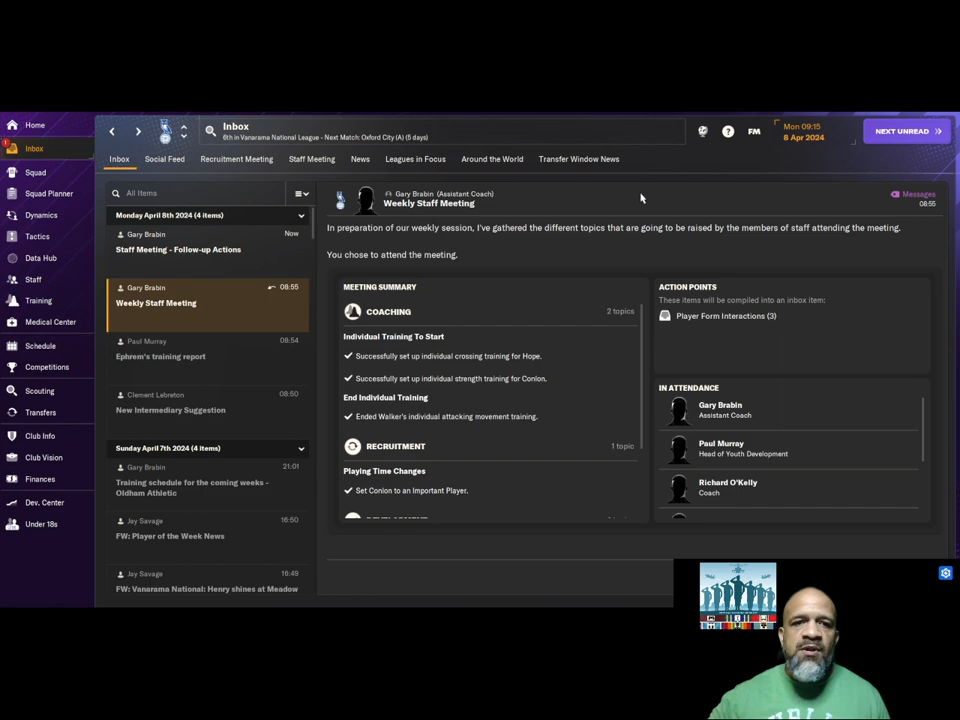 Home
Inbox
Squad
Squad Planner
Dynamics
Tactics
Data Hub
Staff
Training
Medical Center
Schedule
Competitions
Scouting
Transfers
Club Info
Club Vision
Finances
Dev. Center
Under 18s
Inbox
6th in Vanarama National League - Next Match: Oxford City (A) (5 days)
?
FM
Mon 09:15
8 Apr 2024
NEXT UNREAD
Inbox
Social Feed
Recruitment Meeting
Staff Meeting
News
Leagues in Focus
Around the World
Transfer Window News
All Items
Monday April 8th 2024 (4 items)
Gary Brabin
Now
Staff Meeting - Follow-up Actions
Gary Brabin
08:55
Weekly Staff Meeting
Paul Murray
08:54
Ephrem's training report
Clement Lebreton
08:50
New Intermediary Suggestion
Sunday April 7th 2024 (4 items)
Gary Brabin
21:01
Training schedule for the coming weeks -
Oldham Athletic
Jay Savage
16:50
FW: Player of the Week News
Jay Savage
16:49
FW: Vanarama National: Henry shines at Meadow
Gary Brabin (Assistant Coach)
Weekly Staff Meeting
Messages
08:55
In preparation of our weekly session, I've gathered the different topics that are going to be raised by the members of staff attending the meeting.
You chose to attend the meeting.
MEETING SUMMARY
COACHING
2 topics
Individual Training To Start
Successfully set up individual crossing training for Hope.
Successfully set up individual strength training for Conlon.
End Individual Training
Ended Walker's individual attacking movement training.
RECRUITMENT
1 topic
Playing Time Changes
Set Conlon to an Important Player.
ACTION POINTS
These items will be compiled into an inbox item:
Player Form Interactions (3)
IN ATTENDANCE
Gary Brabin
Assistant Coach
Paul Murray
Head of Youth Development
Richard O'Kelly
Coach